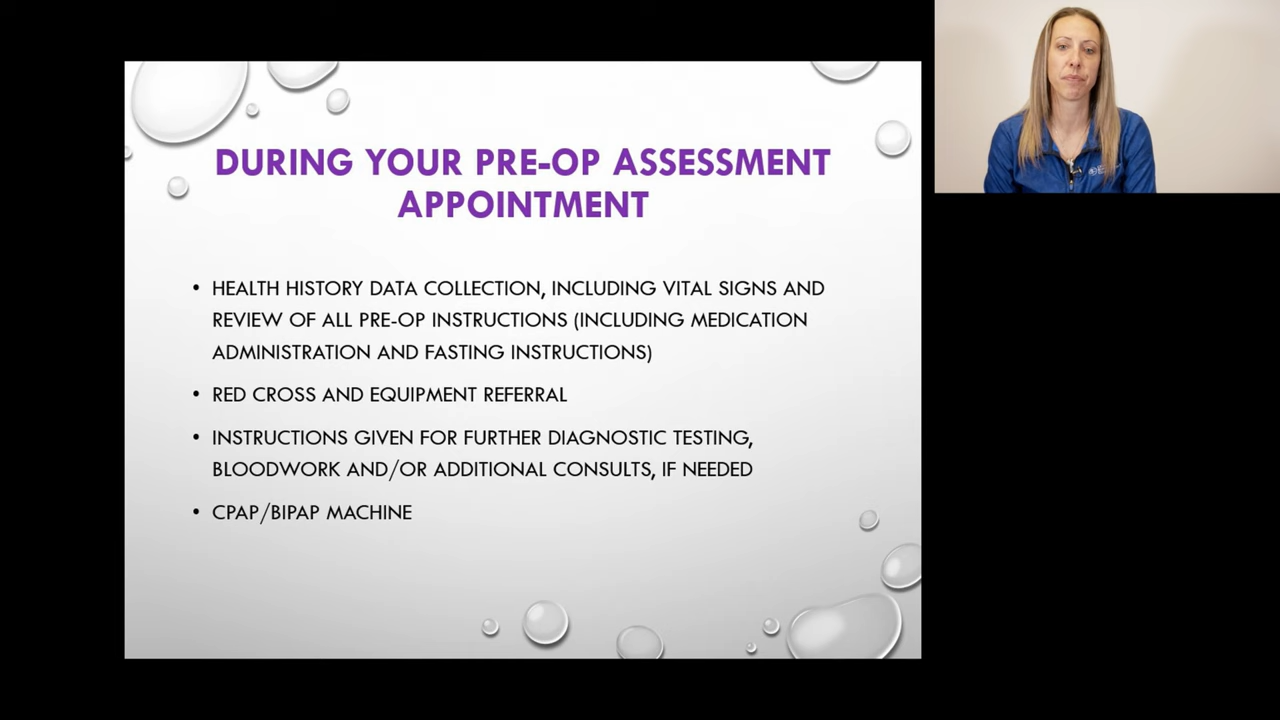 DURING YOUR PRE-OP ASSESSMENT
APPOINTMENT
• HEALTH HISTORY DATA COLLECTION, INCLUDING VITAL SIGNS AND
REVIEW OF ALL PRE-OP INSTRUCTIONS (INCLUDING MEDICATION
ADMINISTRATION AND FASTING INSTRUCTIONS)
• RED CROSS AND EQUIPMENT REFERRAL
• INSTRUCTIONS GIVEN FOR FURTHER DIAGNOSTIC TESTING,
BLOODWORK AND/OR ADDITIONAL CONSULTS, IF NEEDED
• CPAP/BIPAP MACHINE